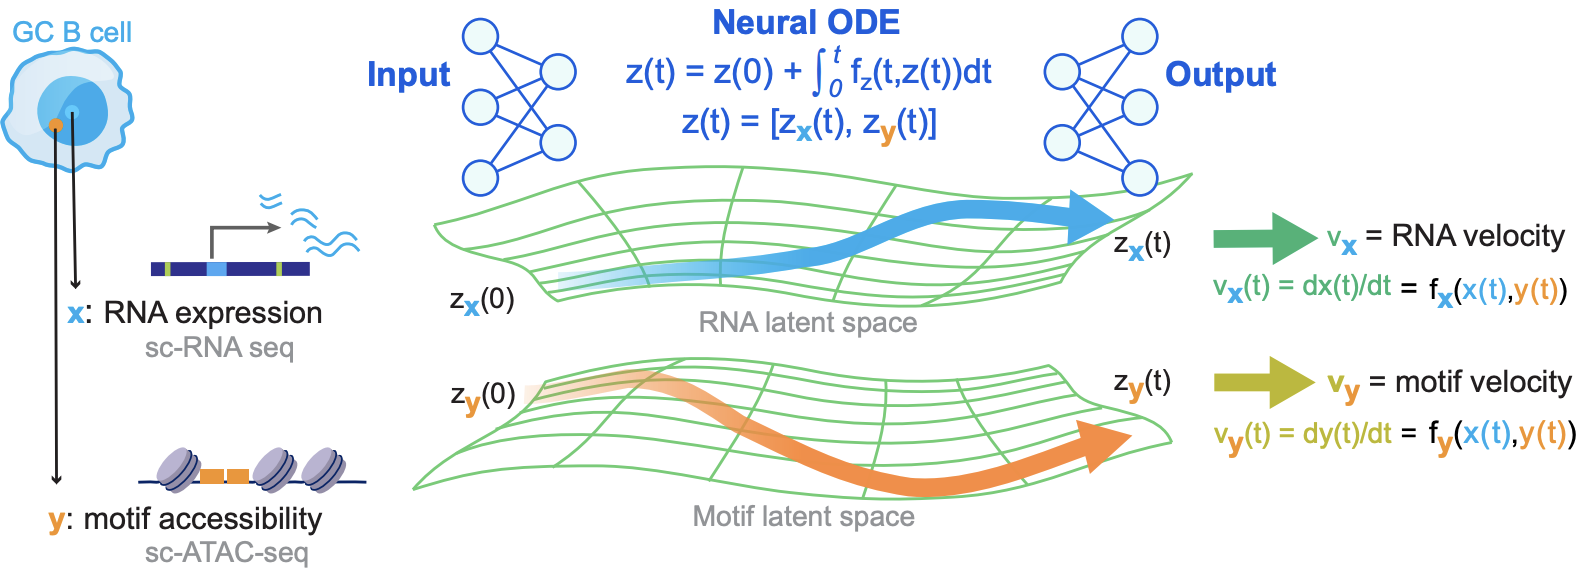 GC B cell
x: RNA expression
sc-RNA seq
y: motif accessibility
sc-ATAC-seq
Input
Neural ODE
z(t) = z(0) + ∫₀ᵗ f_z(t,z(t))dt
z(t) = [z_x(t), z_y(t)]
Output
z_x(0)
z_x(t)
RNA latent space
z_y(0)
z_y(t)
Motif latent space
v_x = RNA velocity
v_x(t) = dx(t)/dt = f_x(x(t),y(t))
v_y = motif velocity
v_y(t) = dy(t)/dt = f_y(x(t),y(t))